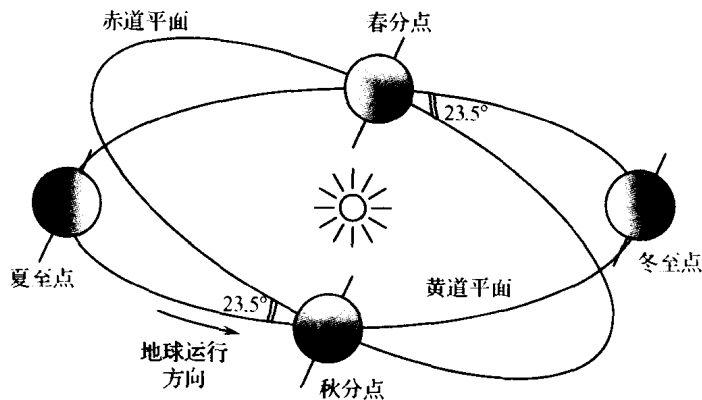 赤道平面
春分点
23.5°
夏至点
冬至点
黄道平面
23.5°
地球运行
方向
秋分点